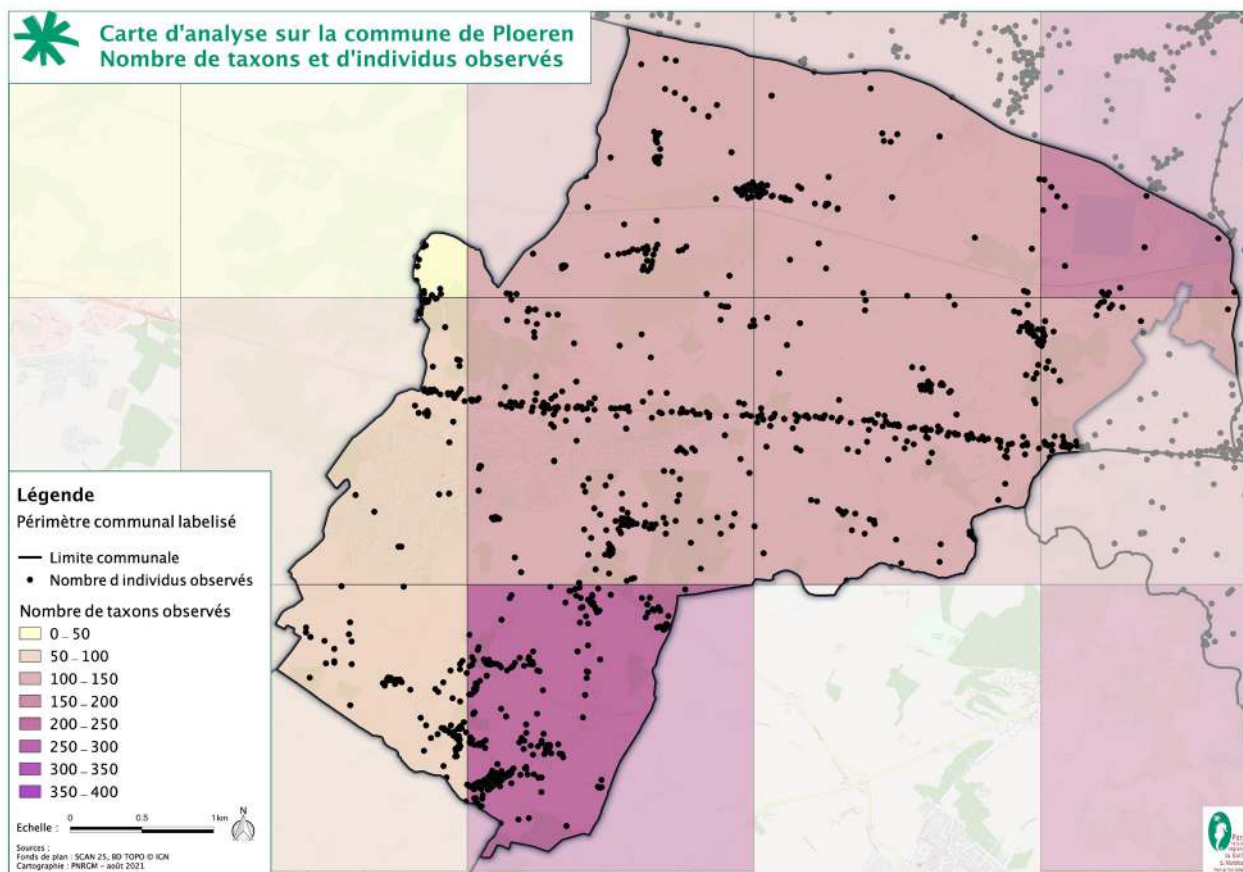 Carte d'analyse sur la commune de Ploeren
Nombre de taxons et d'individus observés
Légende
Périmètre communal labelisé
Limite communale
Nombre d individus observés
Nombre de taxons observés
0 – 50
50 – 100
100 – 150
150 – 200
200 – 250
250 – 300
300 – 350
350 – 400
Echelle :
0 0.5 1km
N
Sources :
Fonds de plan : SCAN 25, BD TOPO © IGN
Cartographie : PNRGM – août 2021